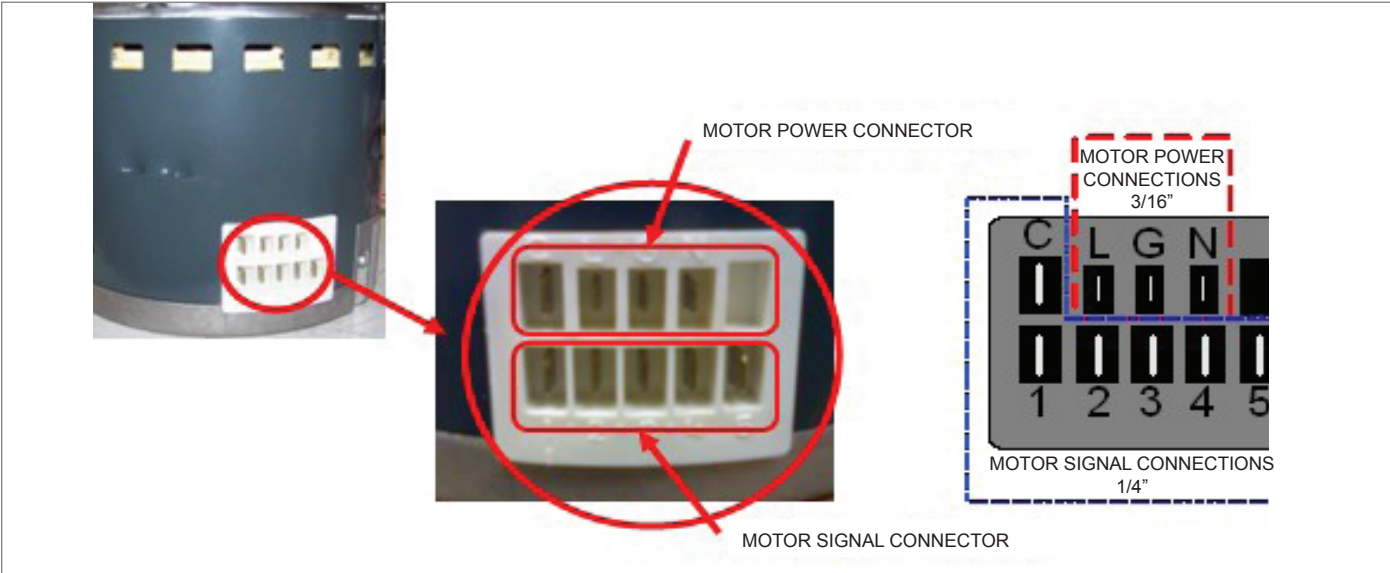 MOTOR POWER CONNECTOR
MOTOR POWER
CONNECTIONS
3/16”
C L G N
1 2 3 4 5
MOTOR SIGNAL CONNECTIONS
1/4”
MOTOR SIGNAL CONNECTOR